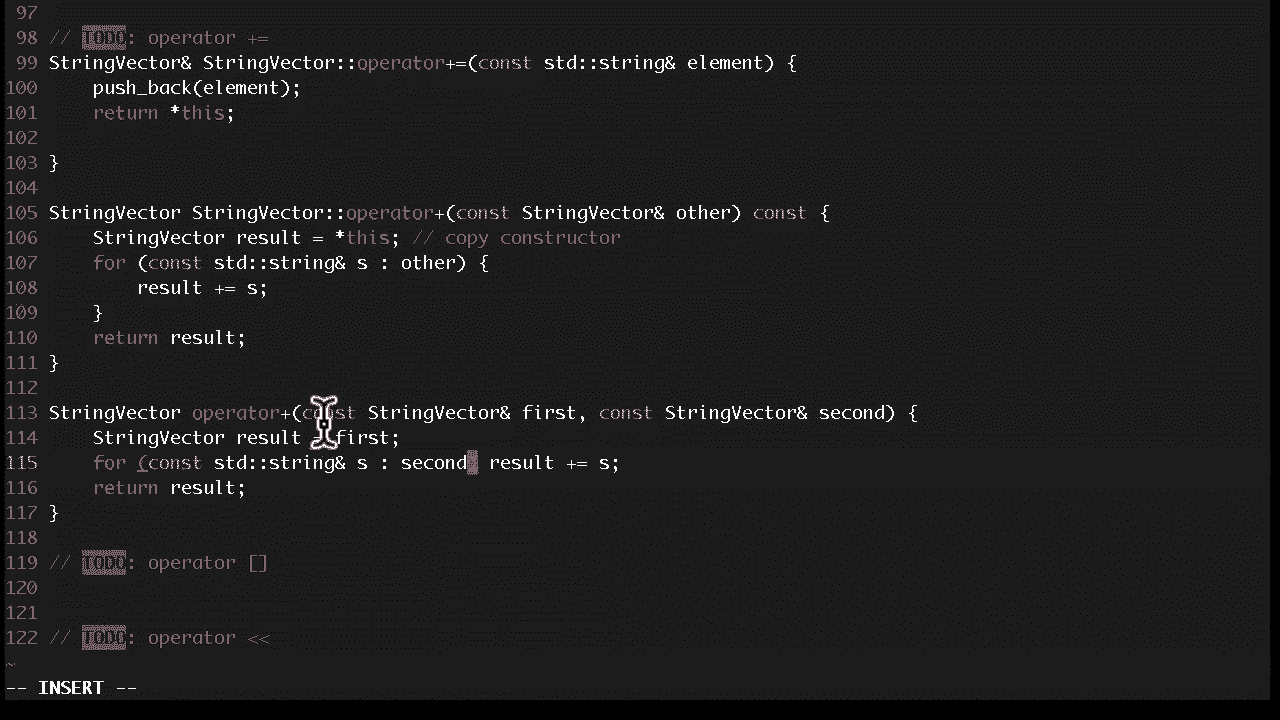 97
98 // TODO: operator +=
99 StringVector& StringVector::operator+=(const std::string& element) {
100     push_back(element);
101     return *this;
102
103 }
104
105 StringVector StringVector::operator+(const StringVector& other) const {
106     StringVector result = *this; // copy constructor
107     for (const std::string& s : other) {
108         result += s;
109     }
110     return result;
111 }
112
113 StringVector operator+(const StringVector& first, const StringVector& second) {
114     StringVector result first;
115     for (const std::string& s : second) result += s;
116     return result;
117 }
118
119 // TODO: operator []
120
121
122 // TODO: operator <<
~
-- INSERT --